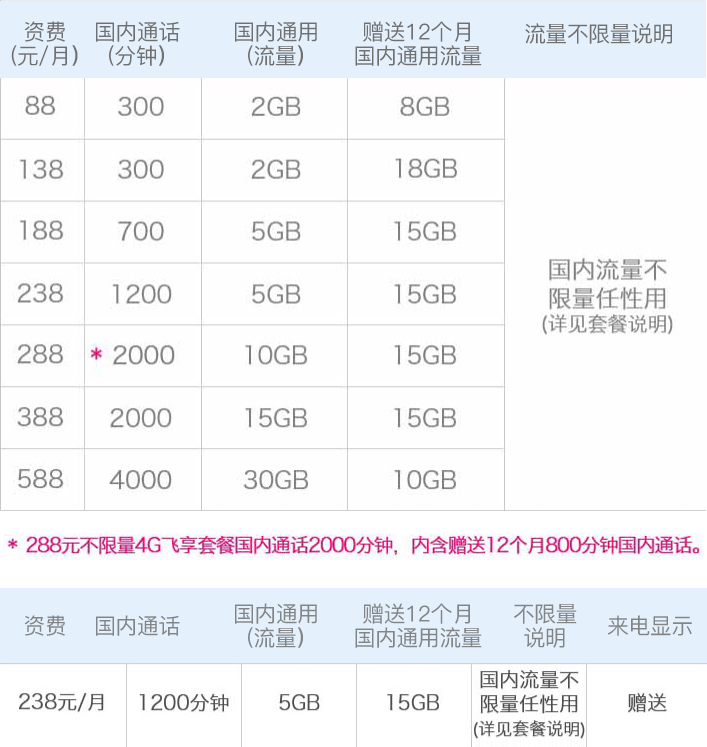 资费 国内通话 国内通用 赠送12个月 流量不限量说明
(元/月) (分钟) (流量) 国内通用流量
88 300 2GB 8GB
138 300 2GB 18GB
188 700 5GB 15GB
238 1200 5GB 15GB
国内流量不
限量任性用
(详见套餐说明)
288 * 2000 10GB 15GB
388 2000 15GB 15GB
588 4000 30GB 10GB
* 288元不限量4G飞享套餐国内通话2000分钟，内含赠送12个月800分钟国内通话。
资费 国内通话 国内通用 赠送12个月 不限量 来电显示
(流量) 国内通用流量 说明
238元/月 1200分钟 5GB 15GB 国内流量不 赠送
限量任性用
(详见套餐说明)